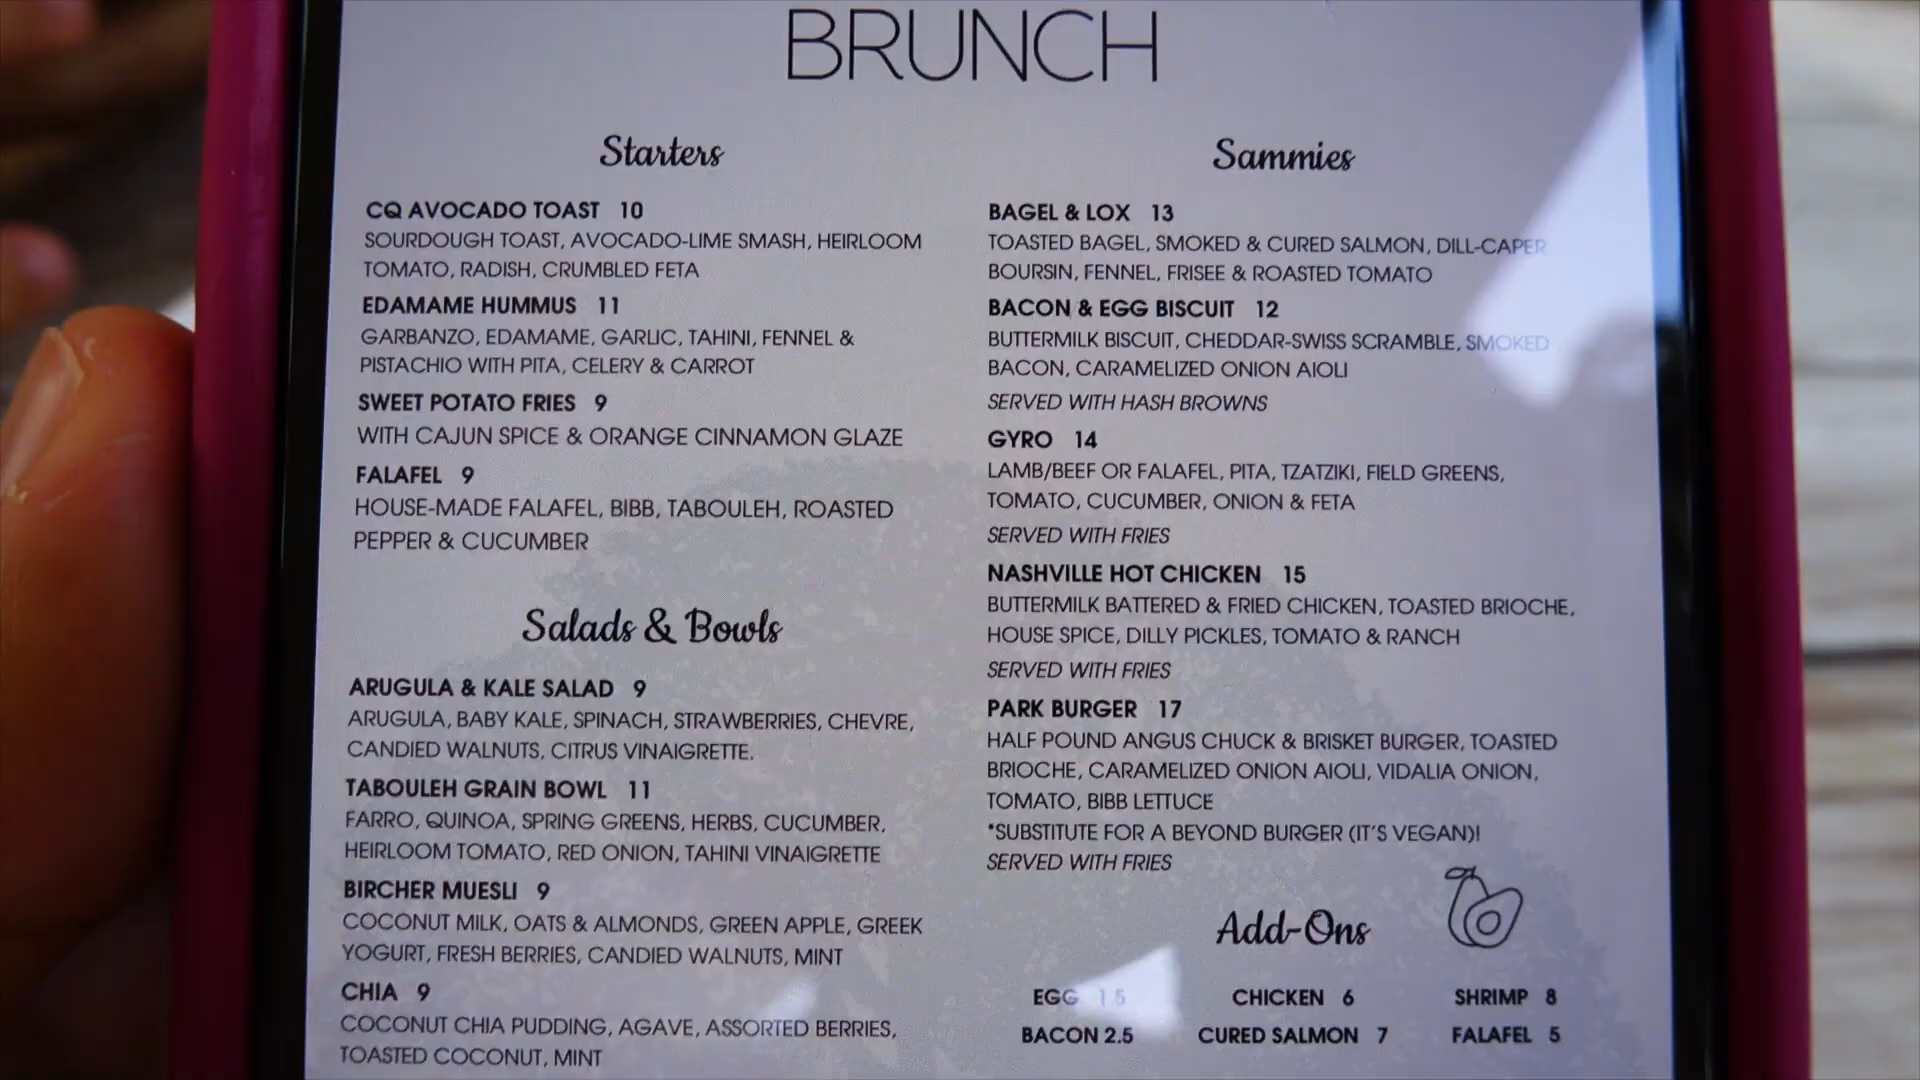 BRUNCH
Starters
CQ AVOCADO TOAST 10
SOURDOUGH TOAST, AVOCADO-LIME SMASH, HEIRLOOM
TOMATO, RADISH, CRUMBLED FETA
EDAMAME HUMMUS 11
GARBANZO, EDAMAME, GARLIC, TAHINI, FENNEL &
PISTACHIO WITH PITA, CELERY & CARROT
SWEET POTATO FRIES 9
WITH CAJUN SPICE & ORANGE CINNAMON GLAZE
FALAFEL 9
HOUSE-MADE FALAFEL, BIBB, TABOULEH, ROASTED
PEPPER & CUCUMBER
Salads & Bowls
ARUGULA & KALE SALAD 9
ARUGULA, BABY KALE, SPINACH, STRAWBERRIES, CHEVRE,
CANDIED WALNUTS, CITRUS VINAIGRETTE.
TABOULEH GRAIN BOWL 11
FARRO, QUINOA, SPRING GREENS, HERBS, CUCUMBER,
HEIRLOOM TOMATO, RED ONION, TAHINI VINAIGRETTE
BIRCHER MUESLI 9
COCONUT MILK, OATS & ALMONDS, GREEN APPLE, GREEK
YOGURT, FRESH BERRIES, CANDIED WALNUTS, MINT
CHIA 9
COCONUT CHIA PUDDING, AGAVE, ASSORTED BERRIES,
TOASTED COCONUT, MINT
Sammies
BAGEL & LOX 13
TOASTED BAGEL, SMOKED & CURED SALMON, DILL-CAPER
BOURSIN, FENNEL, FRISEE & ROASTED TOMATO
BACON & EGG BISCUIT 12
BUTTERMILK BISCUIT, CHEDDAR-SWISS SCRAMBLE, SMOKED
BACON, CARAMELIZED ONION AIOLI
SERVED WITH HASH BROWNS
GYRO 14
LAMB/BEEF OR FALAFEL, PITA, TZATZIKI, FIELD GREENS,
TOMATO, CUCUMBER, ONION & FETA
SERVED WITH FRIES
NASHVILLE HOT CHICKEN 15
BUTTERMILK BATTERED & FRIED CHICKEN, TOASTED BRIOCHE,
HOUSE SPICE, DILLY PICKLES, TOMATO & RANCH
SERVED WITH FRIES
PARK BURGER 17
HALF POUND ANGUS CHUCK & BRISKET BURGER, TOASTED
BRIOCHE, CARAMELIZED ONION AIOLI, VIDALIA ONION,
TOMATO, BIBB LETTUCE
*SUBSTITUTE FOR A BEYOND BURGER (IT'S VEGAN)!
SERVED WITH FRIES
Add-Ons
EGG 1.5 CHICKEN 6 SHRIMP 8
BACON 2.5 CURED SALMON 7 FALAFEL 5